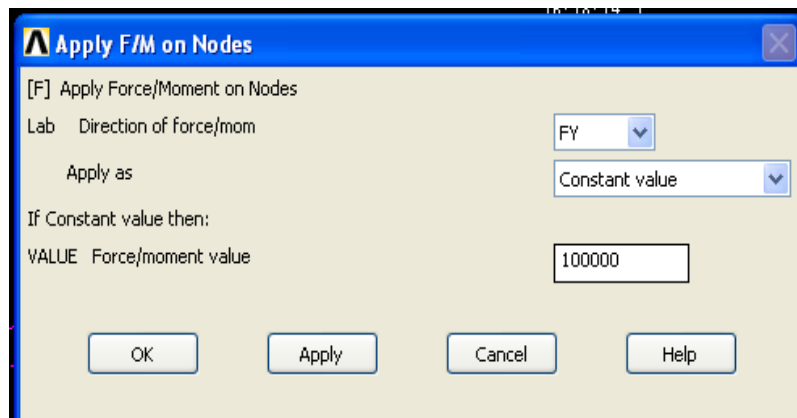 Apply F/M on Nodes
[F] Apply Force/Moment on Nodes
Lab Direction of force/mom FY
Apply as Constant value
If Constant value then:
VALUE Force/moment value 100000
OK Apply Cancel Help